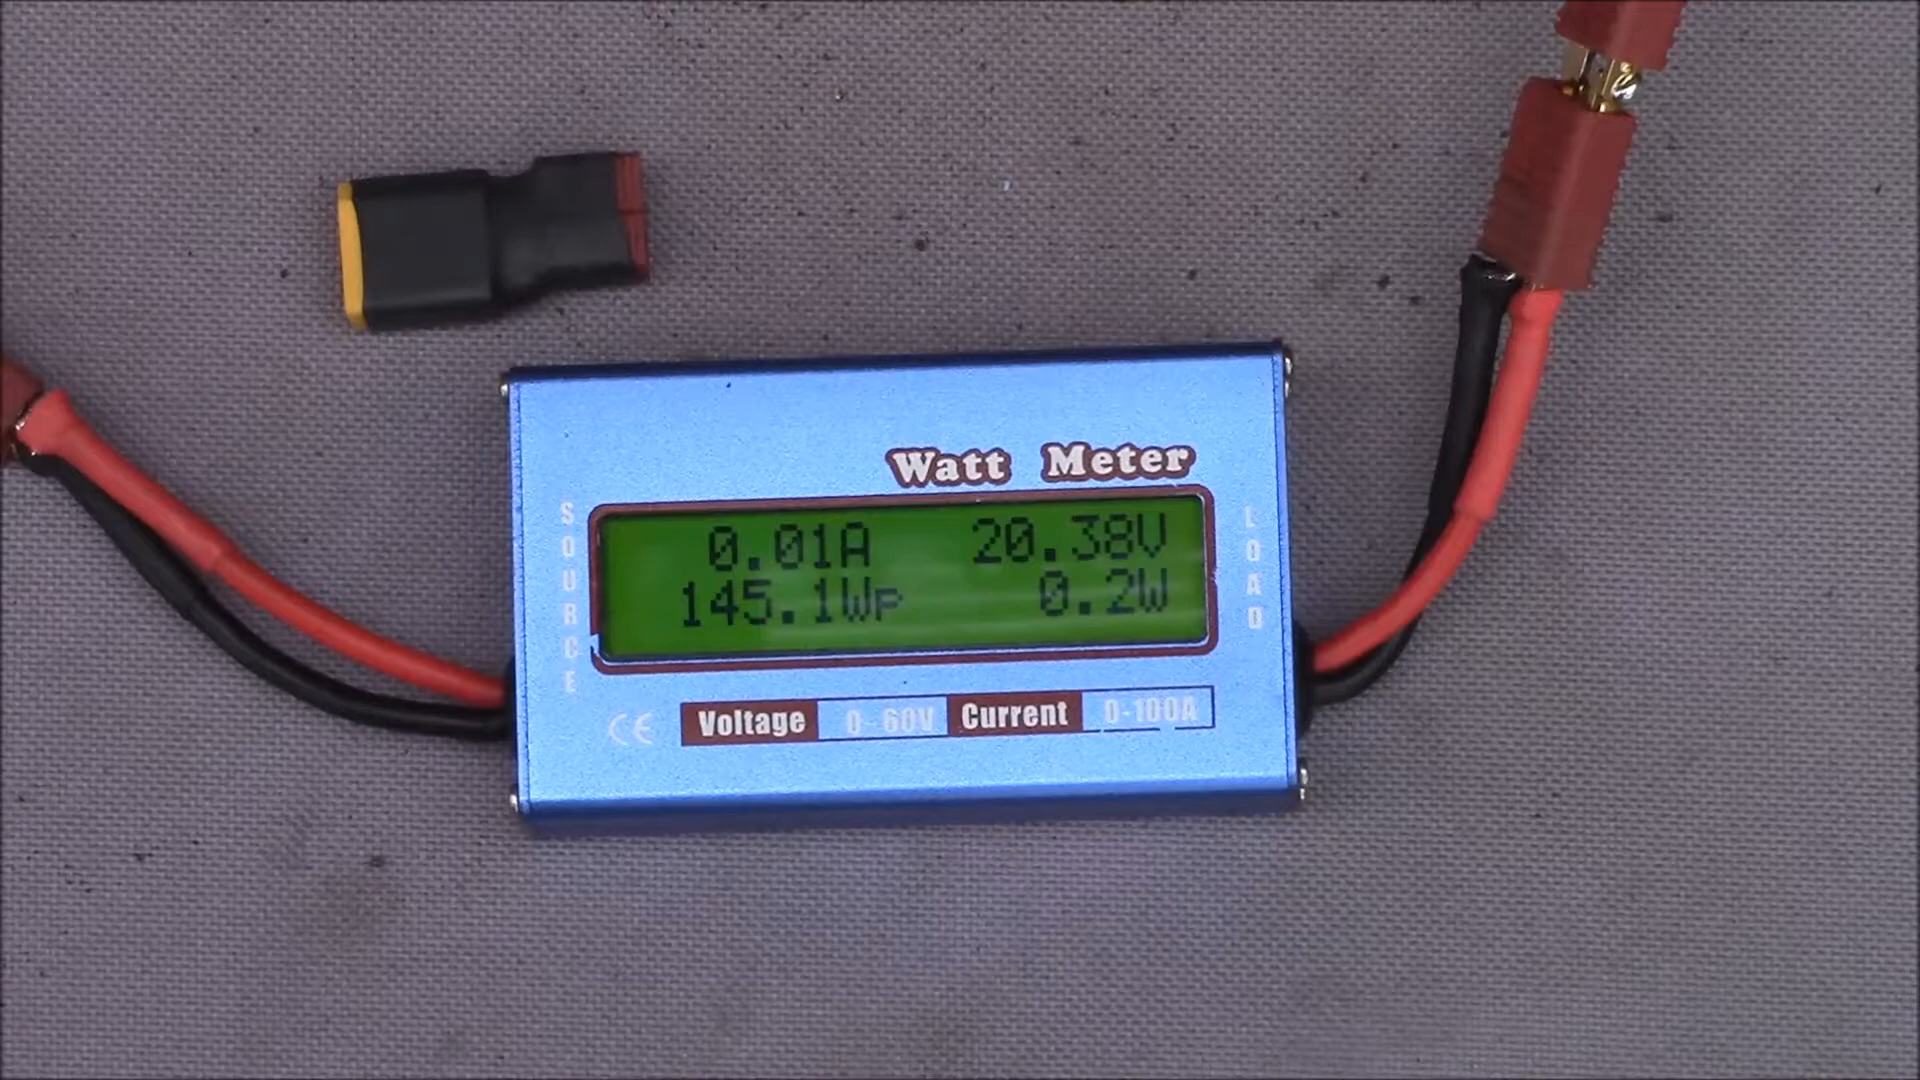 Watt Meter
SOURCE
0.01A 20.38V
145.1Wp 0.2W
LOAD
CE Voltage 0-60V Current 0-100A